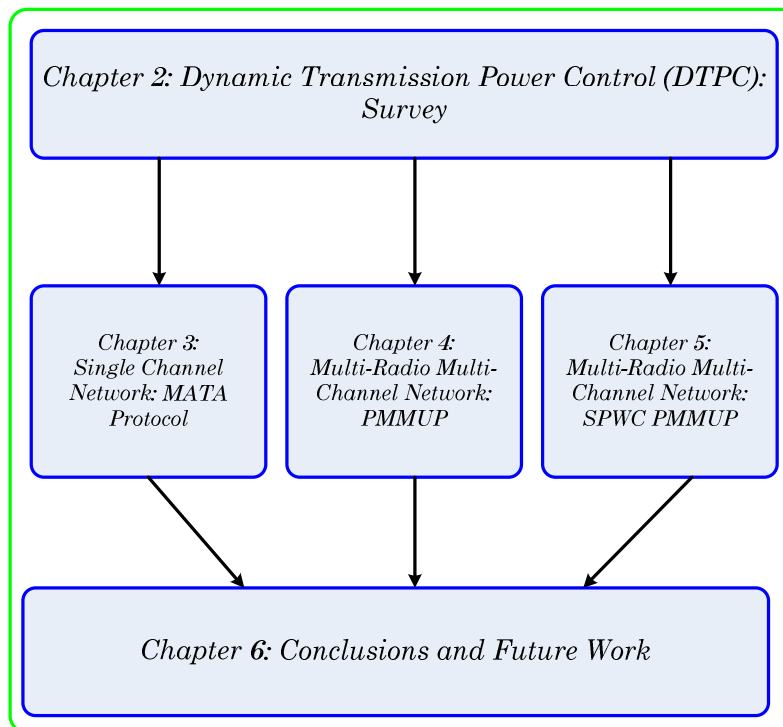 Chapter 2: Dynamic Transmission Power Control (DTPC):
Survey
Chapter 3:
Single Channel
Network: MATA
Protocol
Chapter 4:
Multi-Radio Multi-
Channel Network:
PMMUP
Chapter 5:
Multi-Radio Multi-
Channel Network:
SPWC PMMUP
Chapter 6: Conclusions and Future Work